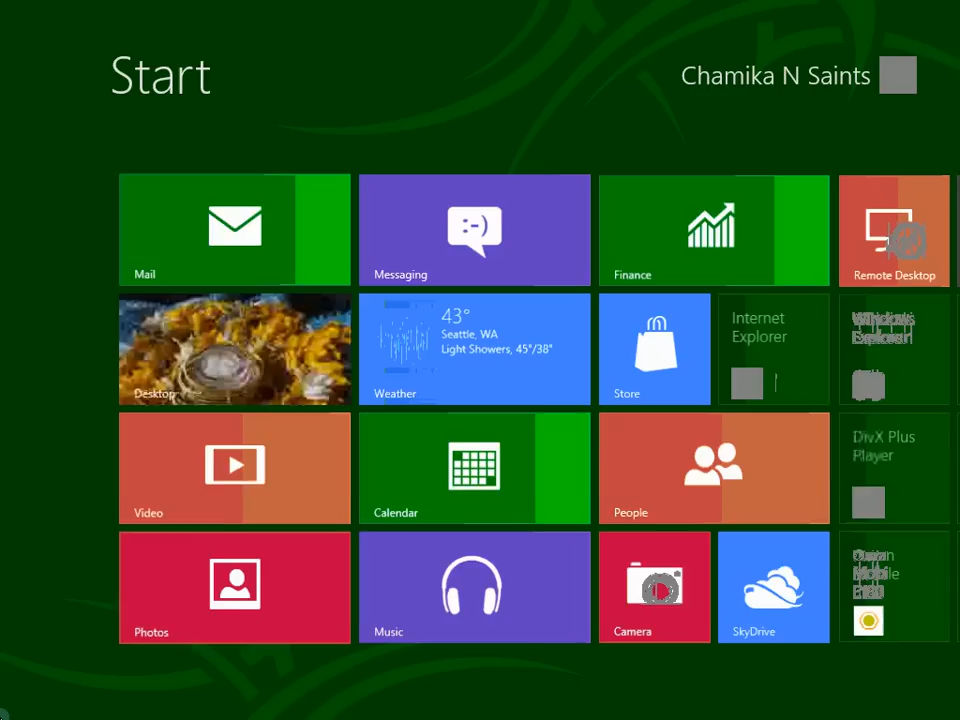 Start
Chamika N Saints
Mail
Messaging
:-)
Finance
Remote Desktop
Desktop
43°
Seattle, WA
Light Showers, 45°/38°
Weather
Store
Internet
Explorer
Video
Calendar
People
DivX Plus
Player
Photos
Music
Camera
SkyDrive